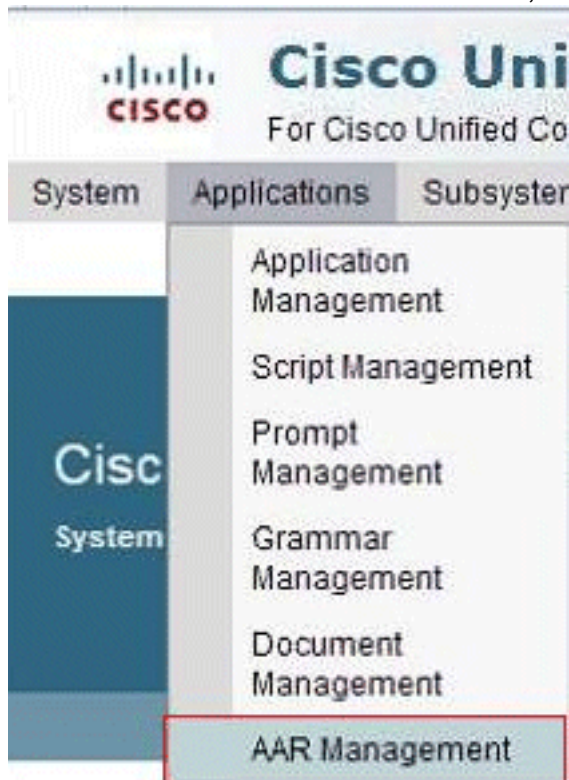 CISCO
Cisco Uni
For Cisco Unified Co
System Applications Subsyster
Application
Management
Script Management
Prompt
Management
Grammar
Management
Document
Management
AAR Management
Cisc
System